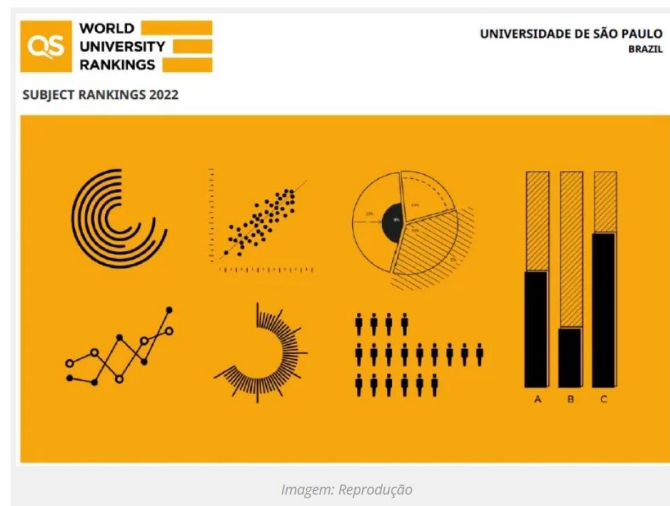 QS
WORLD
UNIVERSITY
RANKINGS
UNIVERSIDADE DE SÃO PAULO
BRAZIL
SUBJECT RANKINGS 2022
A B C
Imagem: Reprodução